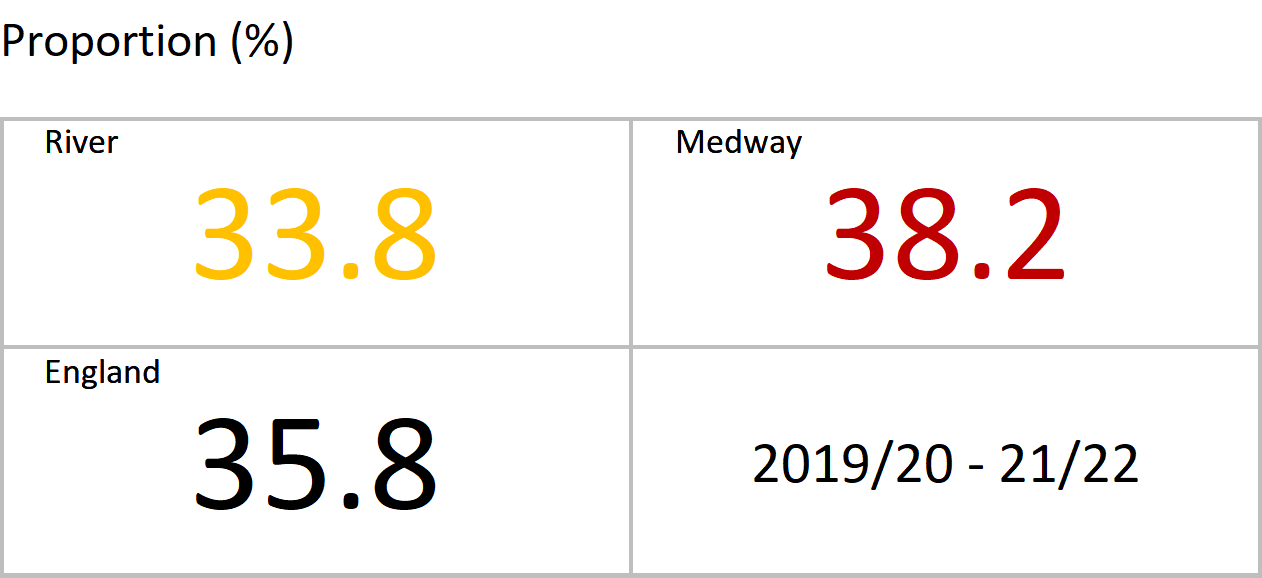 Proportion (%)
River
33.8
Medway
38.2
England
35.8
2019/20 - 21/22